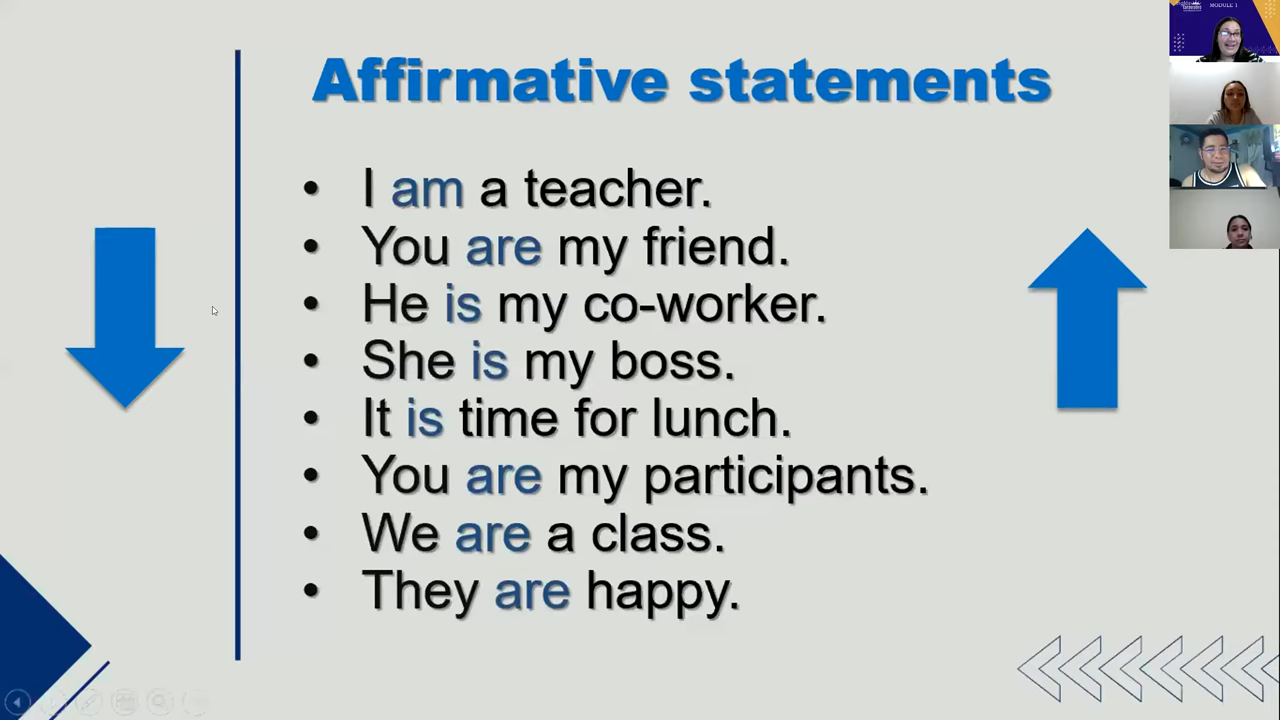 Affirmative statements
• I am a teacher.
• You are my friend.
• He is my co-worker.
• She is my boss.
• It is time for lunch.
• You are my participants.
• We are a class.
• They are happy.
MODULE 1